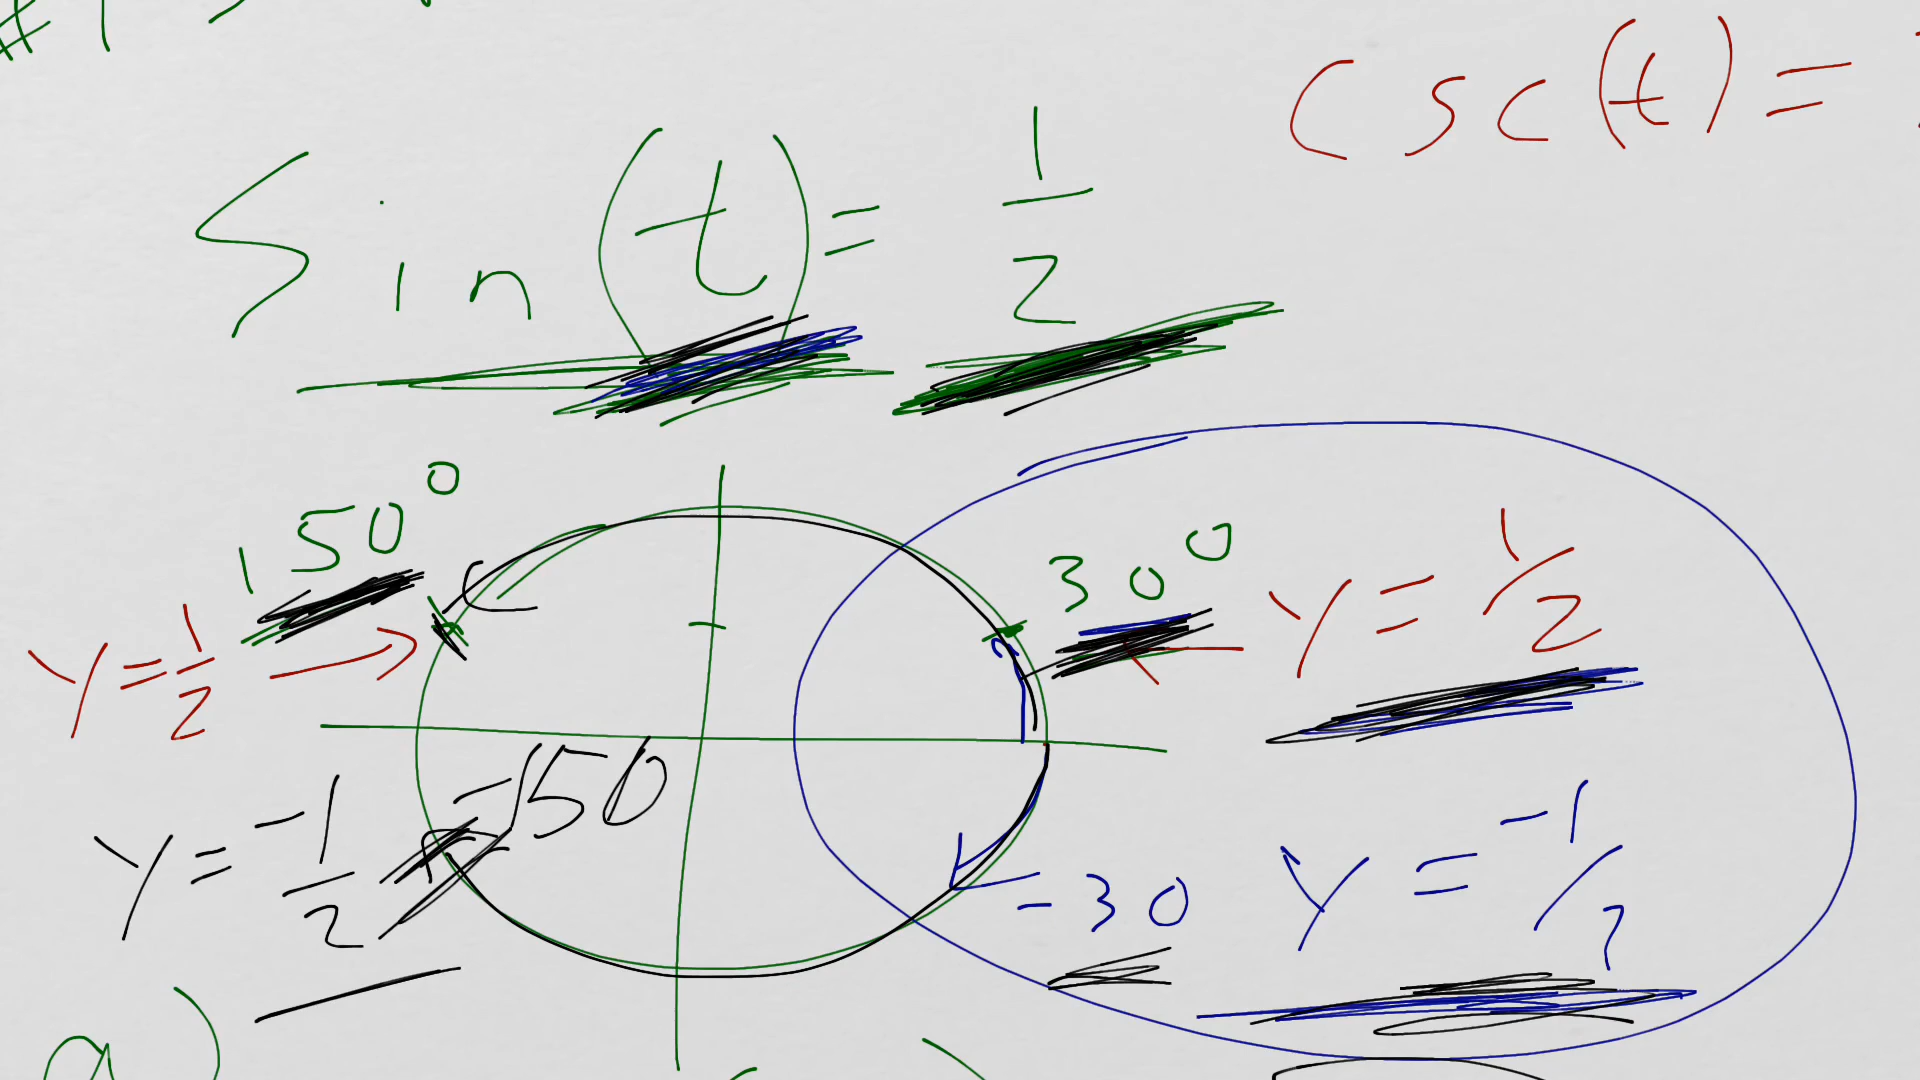 csc(t) =
Sin(t) = 1/2
150°
30°
Y = 1/2
Y = 1/2
-150
Y = -1/2
-30
Y = -1/2
a)